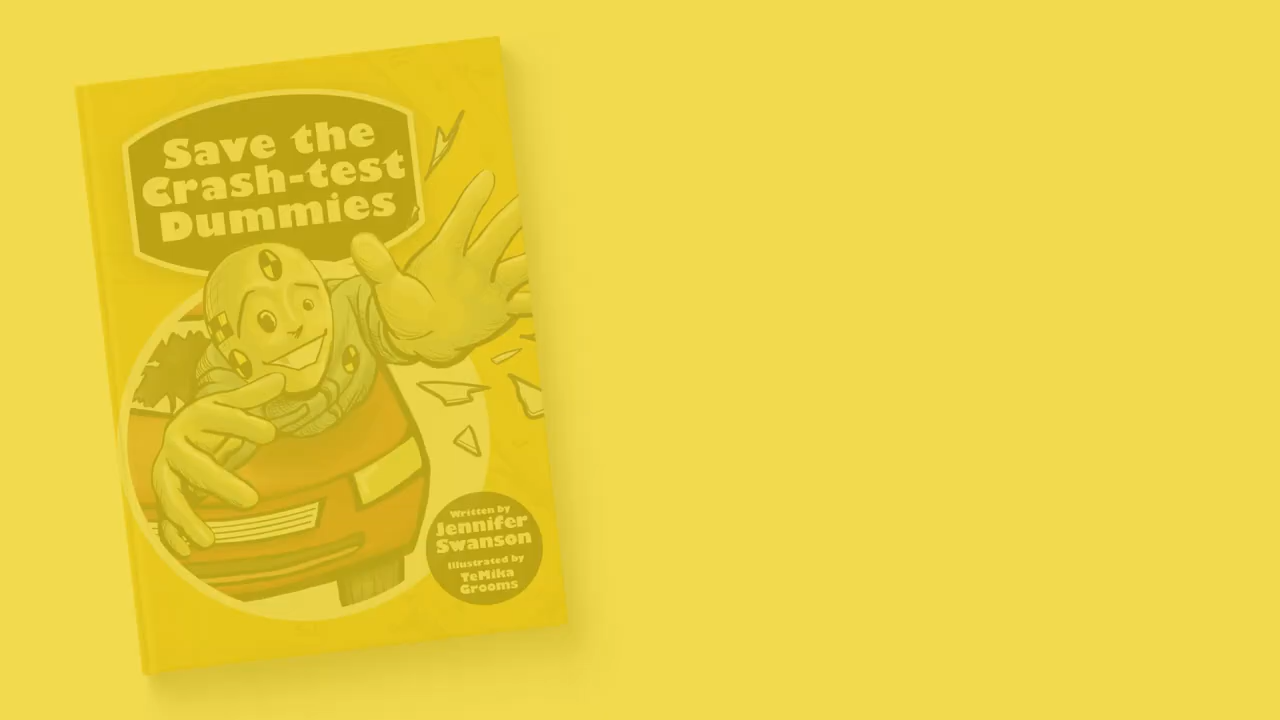 Save the
Crash-test
Dummies
Written by
Jennifer
Swanson
Illustrated by
TeMika
Grooms